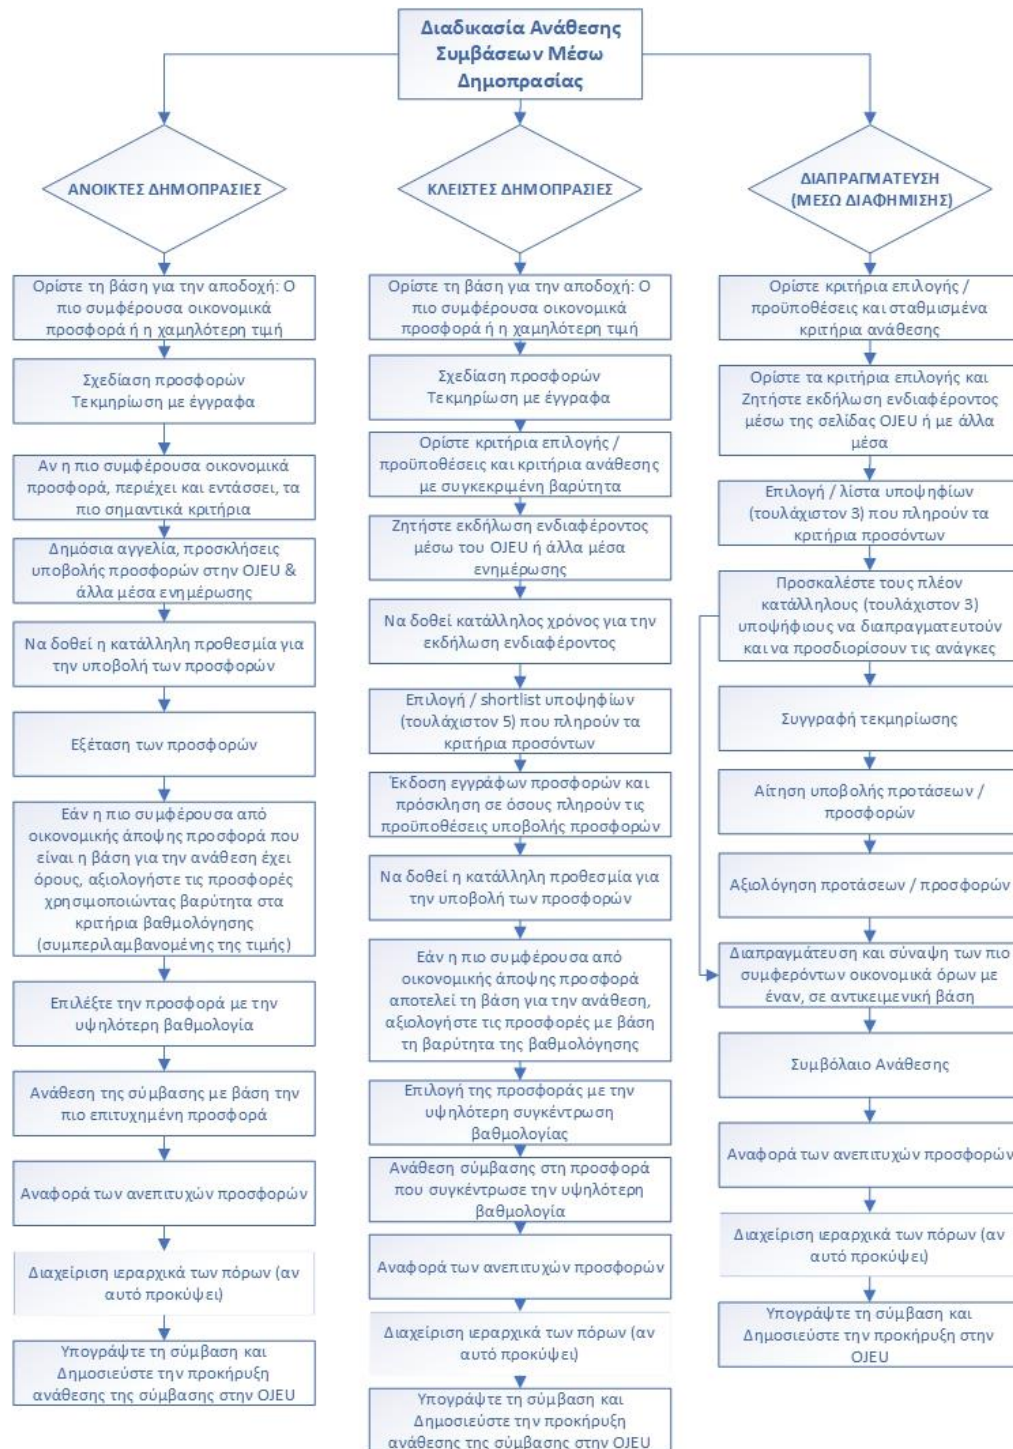 Διαδικασία Ανάθεσης
Συμβάσεων Μέσω
Δημοπρασίας
ΑΝΟΙΚΤΕΣ ΔΗΜΟΠΡΑΣΙΕΣ
Ορίστε τη βάση για την αποδοχή: Ο
πιο συμφέρουσα οικονομικά
προσφορά ή η χαμηλότερη τιμή
Σχεδίαση προσφορών
Τεκμηρίωση με έγγραφα
Αν η πιο συμφέρουσα οικονομικά
προσφορά, περιέχει και εντάσσει, τα
πιο σημαντικά κριτήρια
Δημόσια αγγελία, προσκλήσεις
υποβολής προσφορών στην OJEU &
άλλα μέσα ενημέρωσης
Να δοθεί η κατάλληλη προθεσμία για
την υποβολή των προσφορών
Εξέταση των προσφορών
Εάν η πιο συμφέρουσα από
οικονομικής άποψης προσφορά που
είναι η βάση για την ανάθεση έχει
όρους, αξιολογήστε τις προσφορές
χρησιμοποιώντας βαρύτητα στα
κριτήρια βαθμολόγησης
(συμπεριλαμβανομένης της τιμής)
Επιλέξτε την προσφορά με την
υψηλότερη βαθμολογία
Ανάθεση της σύμβασης με βάση την
πιο επιτυχημένη προσφορά
Αναφορά των ανεπιτυχών προσφορών
Διαχείριση ιεραρχικά των πόρων (αν
αυτό προκύψει)
Υπογράψτε τη σύμβαση και
Δημοσιεύστε την προκήρυξη
ανάθεσης της σύμβασης στην OJEU
ΚΛΕΙΣΤΕΣ ΔΗΜΟΠΡΑΣΙΕΣ
Ορίστε τη βάση για την αποδοχή: Ο
πιο συμφέρουσα οικονομικά
προσφορά ή η χαμηλότερη τιμή
Σχεδίαση προσφορών
Τεκμηρίωση με έγγραφα
Ορίστε κριτήρια επιλογής /
προϋποθέσεις και κριτήρια ανάθεσης
με συγκεκριμένη βαρύτητα
Ζητήστε εκδήλωση ενδιαφέροντος
μέσω του OJEU ή άλλα μέσα
ενημέρωσης
Να δοθεί κατάλληλος χρόνος για την
εκδήλωση ενδιαφέροντος
Επιλογή / shortlist υποψηφίων
(τουλάχιστον 5) που πληρούν τα
κριτήρια προσόντων
Έκδοση εγγράφων προσφορών και
πρόσκληση σε όσους πληρούν τις
προϋποθέσεις υποβολής προσφορών
Να δοθεί η κατάλληλη προθεσμία για
την υποβολή των προσφορών
Εάν η πιο συμφέρουσα από
οικονομικής άποψης προσφορά
αποτελεί τη βάση για την ανάθεση,
αξιολογήστε τις προσφορές με βάση
τη βαρύτητα της βαθμολόγησης
Επιλογή της προσφοράς με την
υψηλότερη συγκέντρωση
βαθμολογίας
Ανάθεση σύμβασης στη προσφορά
που συγκέντρωσε την υψηλότερη
βαθμολογία
Αναφορά των ανεπιτυχών προσφορών
Διαχείριση ιεραρχικά των πόρων (αν
αυτό προκύψει)
Υπογράψτε τη σύμβαση και
Δημοσιεύστε την προκήρυξη
ανάθεσης της σύμβασης στην OJEU
ΔΙΑΠΡΑΓΜΑΤΕΥΣΗ
(ΜΕΣΩ ΔΙΑΦΗΜΙΣΗΣ)
Ορίστε κριτήρια επιλογής /
προϋποθέσεις και σταθμισμένα
κριτήρια ανάθεσης
Ορίστε τα κριτήρια επιλογής και
Ζητήστε εκδήλωση ενδιαφέροντος
μέσω της σελίδας OJEU ή με άλλα
μέσα
Επιλογή / λίστα υποψηφίων
(τουλάχιστον 3) που πληρούν τα
κριτήρια προσόντων
Προσκαλέστε τους πλέον
κατάλληλους (τουλάχιστον 3)
υποψήφιους να διαπραγματευτούν
και να προσδιορίσουν τις ανάγκες
Συγγραφή τεκμηρίωσης
Αίτηση υποβολής προτάσεων /
προσφορών
Αξιολόγηση προτάσεων / προσφορών
Διαπραγμάτευση και σύναψη των πιο
συμφερόντων οικονομικά όρων με
έναν, σε αντικειμενική βάση
Συμβόλαιο Ανάθεσης
Αναφορά των ανεπιτυχών προσφορών
Διαχείριση ιεραρχικά των πόρων (αν
αυτό προκύψει)
Υπογράψτε τη σύμβαση και
Δημοσιεύστε την προκήρυξη στην
OJEU